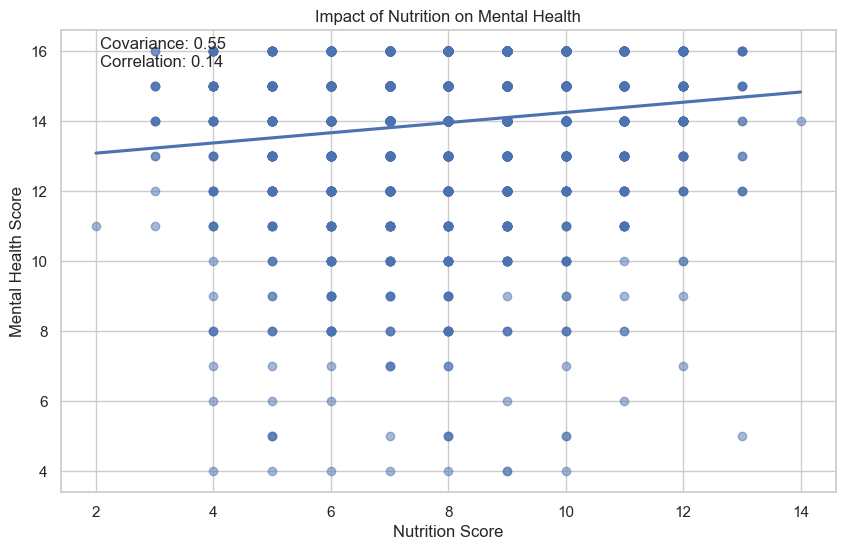 Impact of Nutrition on Mental Health
Covariance: 0.55
Correlation: 0.14
16
14
12
10
8
6
4
Mental Health Score
2
4
6
8
10
12
14
Nutrition Score